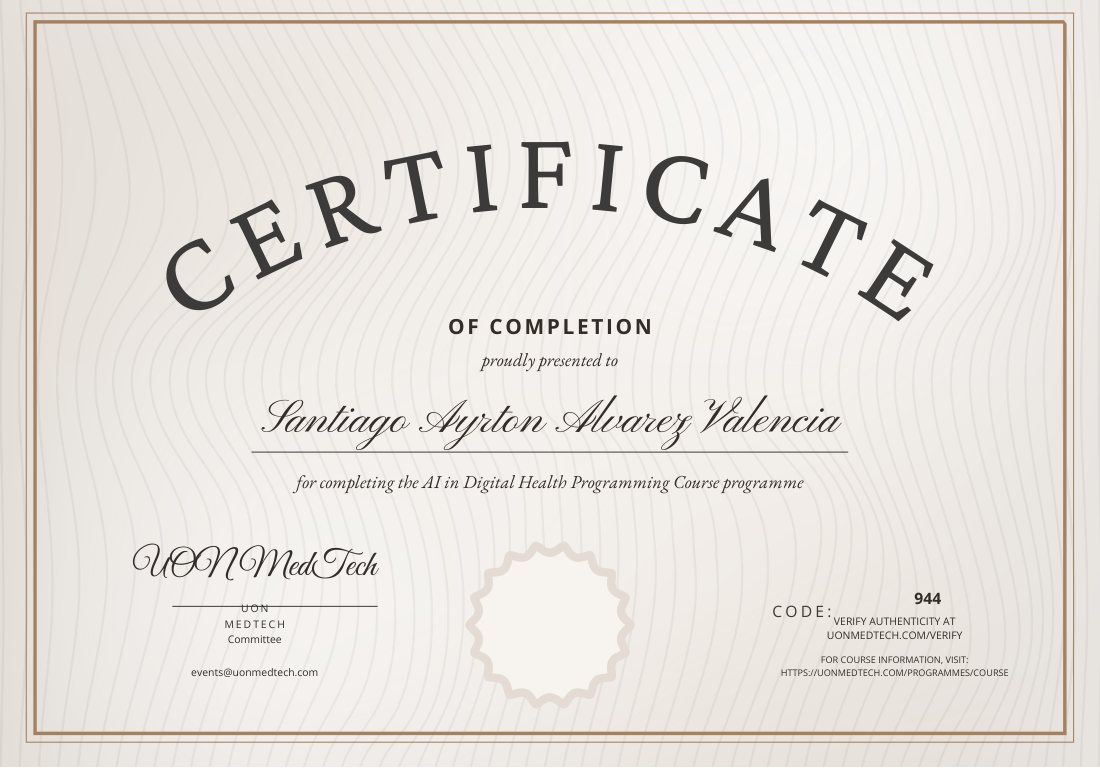 CERTIFICATE
OF COMPLETION
proudly presented to
Santiago Ayrton Alvarez Valencia
for completing the AI in Digital Health Programming Course programme
UON MedTech
UON
MEDTECH
Committee
events@uonmedtech.com
944
CODE:
VERIFY AUTHENTICITY AT
UONMEDTECH.COM/VERIFY
FOR COURSE INFORMATION, VISIT:
HTTPS://UONMEDTECH.COM/PROGRAMMES/COURSE